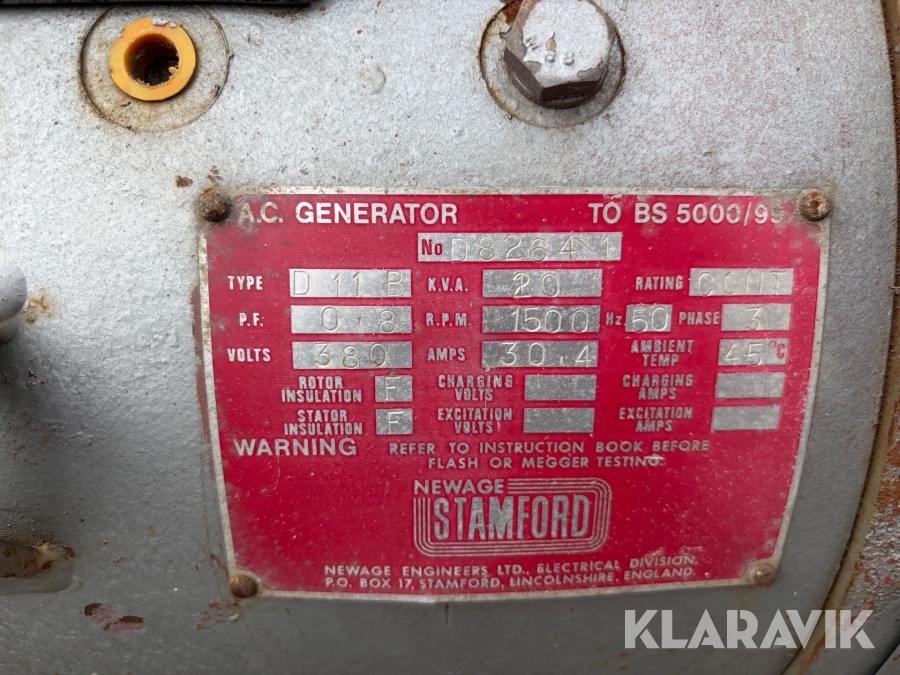 A.C. GENERATOR TO BS 5000/99
No D8264 1
TYPE D 11 B K.V.A. 20 RATING CONT
P.F. 0.8 R.P.M. 1500 Hz 50 PHASE 3
VOLTS 380 AMPS 30.4 AMBIENT TEMP 45 °C
ROTOR INSULATION F CHARGING VOLTS CHARGING AMPS
STATOR INSULATION F EXCITATION VOLTS EXCITATION AMPS
WARNING REFER TO INSTRUCTION BOOK BEFORE
FLASH OR MEGGER TESTING.
NEWAGE
STAMFORD
NEWAGE ENGINEERS LTD., ELECTRICAL DIVISION,
P.O. BOX 17, STAMFORD, LINCOLNSHIRE, ENGLAND.
KLARAVIK